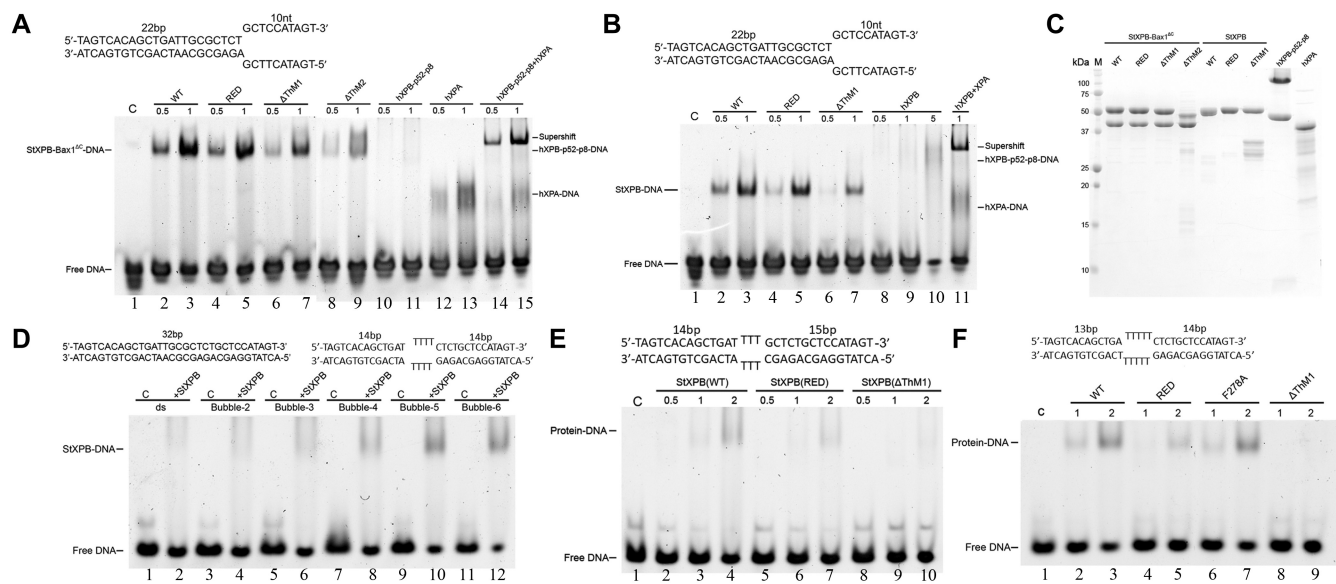 A
22bp
10nt
GCTCCATAGT-3′
5′-TAGTCACAGCTGATTGCGCTCT
3′-ATCAGTGTCGACTAACGCGAGA
GCTTCATAGT-5′
C
WT
RED
ΔThM1
ΔThM2
hXPB-p52-p8
hXPA
hXPB-p52-p8+hXPA
0.5 1 0.5 1 0.5 1 0.5 1 0.5 1 0.5 1 0.5 1
StXPB-Bax1ΔC-DNA
Supershift
hXPB-p52-p8-DNA
hXPA-DNA
Free DNA
1 2 3 4 5 6 7 8 9 10 11 12 13 14 15
B
22bp
10nt
GCTCCATAGT-3′
5′-TAGTCACAGCTGATTGCGCTCT
3′-ATCAGTGTCGACTAACGCGAGA
GCTTCATAGT-5′
C
WT
RED
ΔThM1
hXPB
hXPB+XPA
0.5 1 0.5 1 0.5 1 0.5 1 5 1
StXPB-DNA
Supershift
hXPB-p52-p8-DNA
hXPA-DNA
Free DNA
1 2 3 4 5 6 7 8 9 10 11
C
StXPB-Bax1ΔC
StXPB
kDa M WT RED ΔThM1 ΔThM2 WT RED ΔThM1 hXPB-p52-p8 hXPA
100
75
50
37
25
20
15
10
D
32bp
5′-TAGTCACAGCTGATTGCGCTCTGCTCCATAGT-3′
3′-ATCAGTGTCGACTAACGCGAGACGAGGTATCA-5′
14bp
TTTT
14bp
5′-TAGTCACAGCTGAT CTCTGCTCCATAGT-3′
3′-ATCAGTGTCGACTA GAGACGAGGTATCA-5′
TTTT
C +StXPB C +StXPB C +StXPB C +StXPB C +StXPB C +StXPB
ds Bubble-2 Bubble-3 Bubble-4 Bubble-5 Bubble-6
StXPB-DNA
Free DNA
1 2 3 4 5 6 7 8 9 10 11 12
E
14bp
TTT
15bp
5′-TAGTCACAGCTGAT GCTCTGCTCCATAGT-3′
3′-ATCAGTGTCGACTA CGAGACGAGGTATCA-5′
TTT
StXPB(WT) StXPB(RED) StXPB(ΔThM1)
C 0.5 1 2 0.5 1 2 0.5 1 2
Protein-DNA
Free DNA
1 2 3 4 5 6 7 8 9 10
F
13bp
TTTTT
14bp
5′-TAGTCACAGCTGA CTCTGCTCCATAGT-3′
3′-ATCAGTGTCGACT GAGACGAGGTATCA-5′
TTTTT
WT
RED
F278A
ΔThM1
C 1 2 1 2 1 2 1 2
Protein-DNA
Free DNA
1 2 3 4 5 6 7 8 9